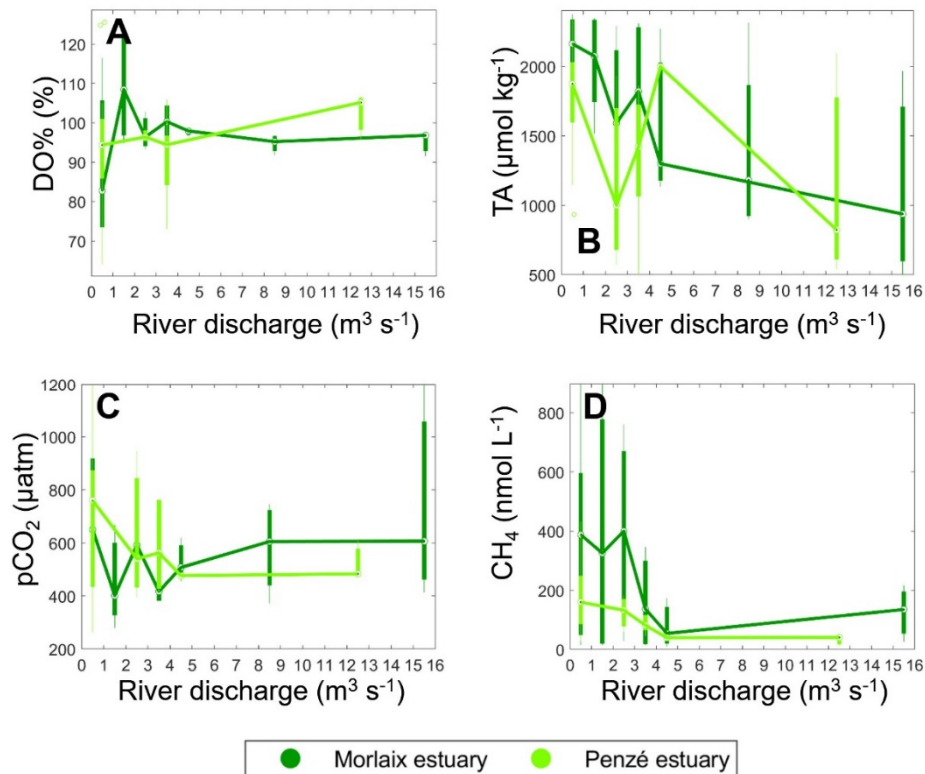 A
DO% (%)
120
110
100
90
80
70
0 1 2 3 4 5 6 7 8 9 10 11 12 13 14 15 16
River discharge (m³ s⁻¹)
B
TA (µmol kg⁻¹)
2000
1500
1000
500
0 1 2 3 4 5 6 7 8 9 10 11 12 13 14 15 16
River discharge (m³ s⁻¹)
C
pCO₂ (µatm)
1200
1000
800
600
400
200
0 1 2 3 4 5 6 7 8 9 10 11 12 13 14 15 16
River discharge (m³ s⁻¹)
D
CH₄ (nmol L⁻¹)
800
600
400
200
0
0 1 2 3 4 5 6 7 8 9 10 11 12 13 14 15 16
River discharge (m³ s⁻¹)
Morlaix estuary
Penzé estuary